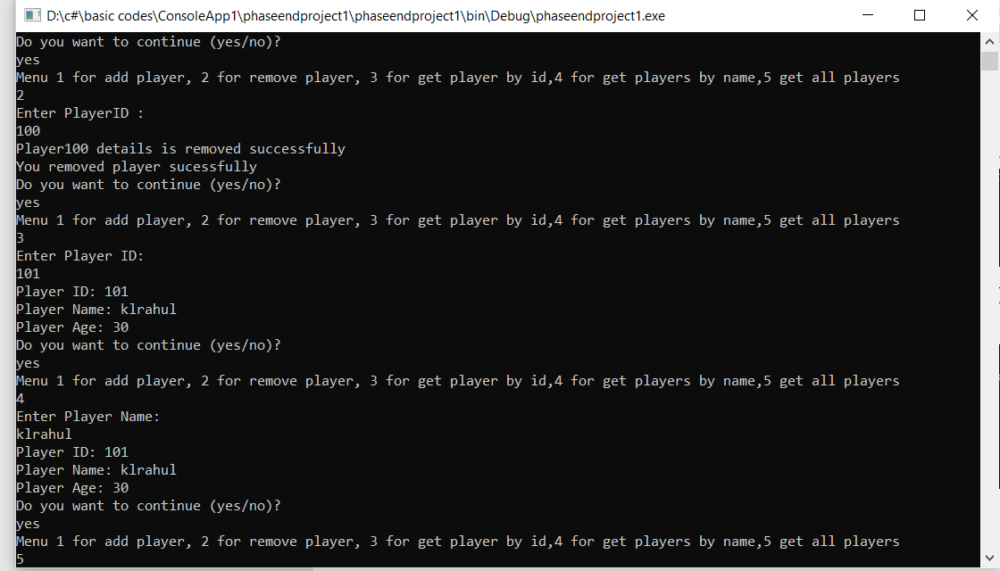 D:\c#\basic codes\ConsoleApp1\phaseendproject1\phaseendproject1\bin\Debug\phaseendproject1.exe
Do you want to continue (yes/no)?
yes
Menu 1 for add player, 2 for remove player, 3 for get player by id,4 for get players by name,5 get all players
2
Enter PlayerID :
100
Player100 details is removed successfully
You removed player sucessfully
Do you want to continue (yes/no)?
yes
Menu 1 for add player, 2 for remove player, 3 for get player by id,4 for get players by name,5 get all players
3
Enter Player ID:
101
Player ID: 101
Player Name: klrahul
Player Age: 30
Do you want to continue (yes/no)?
yes
Menu 1 for add player, 2 for remove player, 3 for get player by id,4 for get players by name,5 get all players
4
Enter Player Name:
klrahul
Player ID: 101
Player Name: klrahul
Player Age: 30
Do you want to continue (yes/no)?
yes
Menu 1 for add player, 2 for remove player, 3 for get player by id,4 for get players by name,5 get all players
5